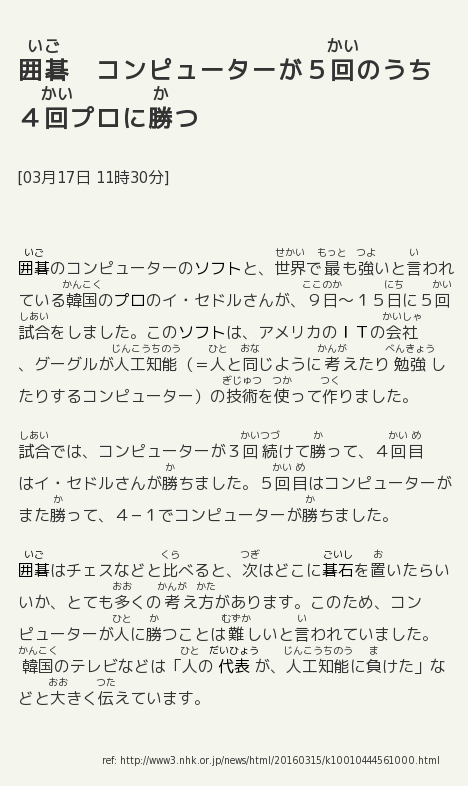 囲碁　コンピューターが５回のうち
４回プロに勝つ
[03月17日 11時30分]
囲碁のコンピューターのソフトと、世界で最も強いと言われ
ている韓国のプロのイ・セドルさんが、９日～１５日に５回
試合をしました。このソフトは、アメリカのＩＴの会社
、グーグルが人工知能（＝人と同じように考えたり勉強し
たりするコンピューター）の技術を使って作りました。
試合では、コンピューターが３回続けて勝って、４回目
はイ・セドルさんが勝ちました。５回目はコンピューターが
また勝って、４−１でコンピューターが勝ちました。
囲碁はチェスなどと比べると、次はどこに碁石を置いたらい
いか、とても多くの考え方があります。このため、コン
ピューターが人に勝つことは難しいと言われていました。
韓国のテレビなどは「人の代表が、人工知能に負けた」な
どと大きく伝えています。
ref: http://www3.nhk.or.jp/news/html/20160315/k10010444561000.html